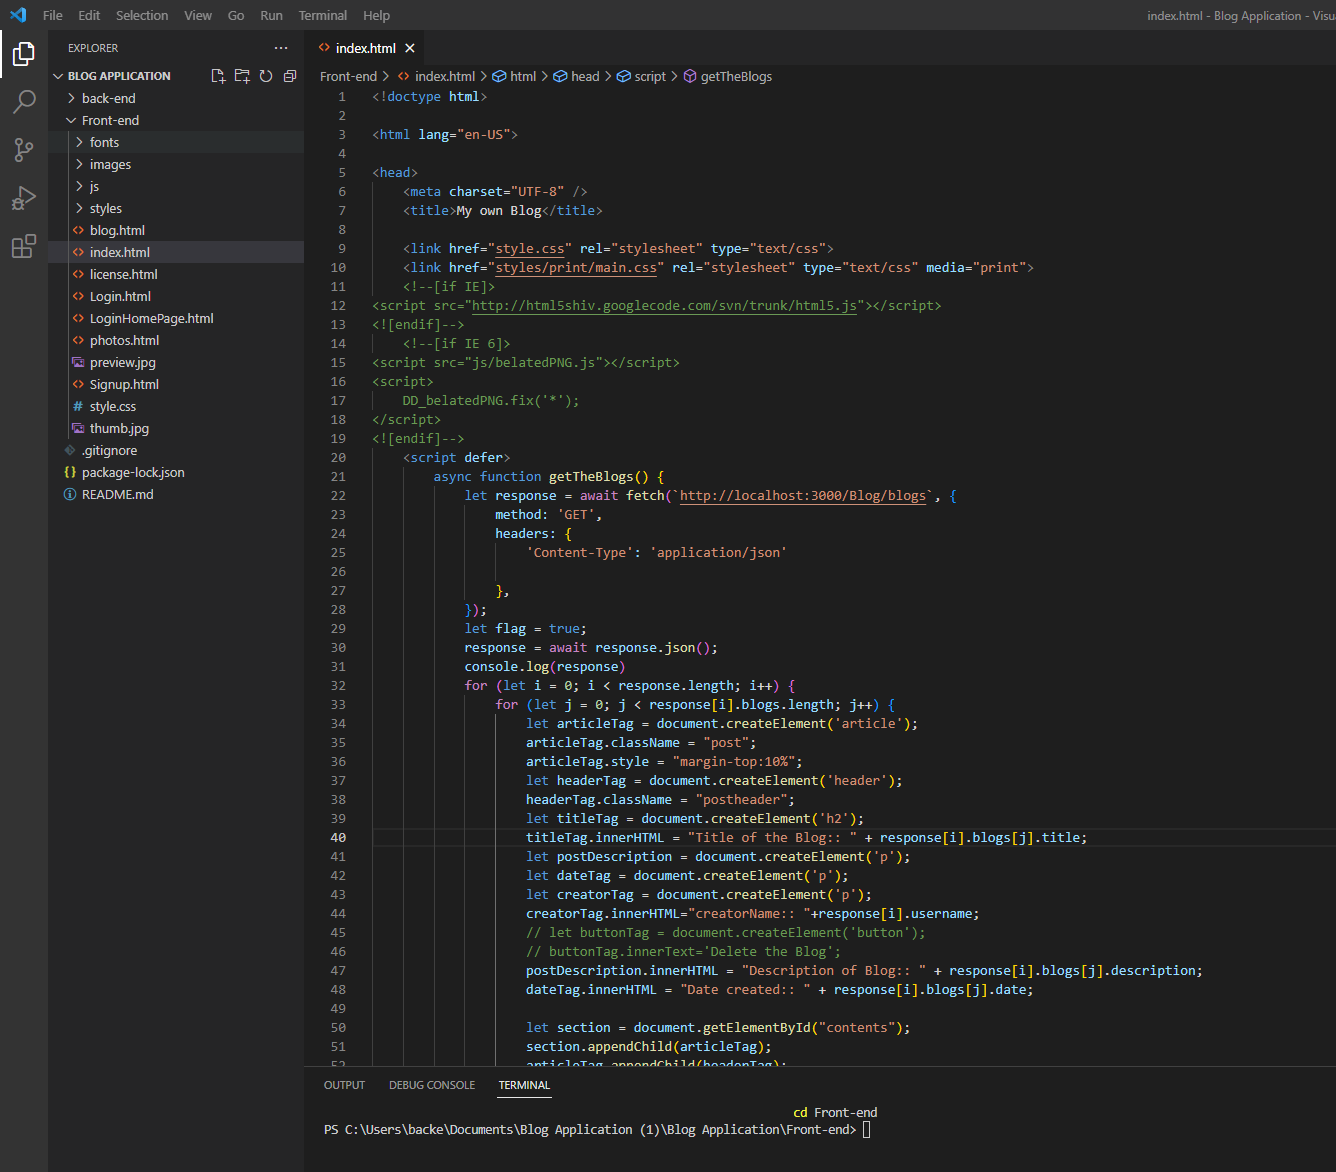 File Edit Selection View Go Run Terminal Help index.html - Blog Application - Visu
EXPLORER ···
BLOG APPLICATION
back-end
Front-end
fonts
images
js
styles
blog.html
index.html
license.html
Login.html
LoginHomePage.html
photos.html
preview.jpg
Signup.html
style.css
thumb.jpg
.gitignore
package-lock.json
README.md
index.html
Front-end > index.html > html > head > script > getTheBlogs
1 <!doctype html>
2
3 <html lang="en-US">
4
5 <head>
6 <meta charset="UTF-8" />
7 <title>My own Blog</title>
8
9 <link href="style.css" rel="stylesheet" type="text/css">
10 <link href="styles/print/main.css" rel="stylesheet" type="text/css" media="print">
11 <!--[if IE]>
12 <script src="http://html5shiv.googlecode.com/svn/trunk/html5.js"></script>
13 <![endif]-->
14 <!--[if IE 6]>
15 <script src="js/belatedPNG.js"></script>
16 <script>
17 DD_belatedPNG.fix('*');
18 </script>
19 <![endif]-->
20 <script defer>
21 async function getTheBlogs() {
22 let response = await fetch(`http://localhost:3000/Blog/blogs`, {
23 method: 'GET',
24 headers: {
25 'Content-Type': 'application/json'
26
27 },
28 });
29 let flag = true;
30 response = await response.json();
31 console.log(response)
32 for (let i = 0; i < response.length; i++) {
33 for (let j = 0; j < response[i].blogs.length; j++) {
34 let articleTag = document.createElement('article');
35 articleTag.className = "post";
36 articleTag.style = "margin-top:10%";
37 let headerTag = document.createElement('header');
38 headerTag.className = "postheader";
39 let titleTag = document.createElement('h2');
40 titleTag.innerHTML = "Title of the Blog:: " + response[i].blogs[j].title;
41 let postDescription = document.createElement('p');
42 let dateTag = document.createElement('p');
43 let creatorTag = document.createElement('p');
44 creatorTag.innerHTML="creatorName:: "+response[i].username;
45 // let buttonTag = document.createElement('button');
46 // buttonTag.innerText='Delete the Blog';
47 postDescription.innerHTML = "Description of Blog:: " + response[i].blogs[j].description;
48 dateTag.innerHTML = "Date created:: " + response[i].blogs[j].date;
49
50 let section = document.getElementById("contents");
51 section.appendChild(articleTag);
52 articleTag.appendChild(headerTag);
OUTPUT DEBUG CONSOLE TERMINAL
cd Front-end
PS C:\Users\backe\Documents\Blog Application (1)\Blog Application\Front-end>